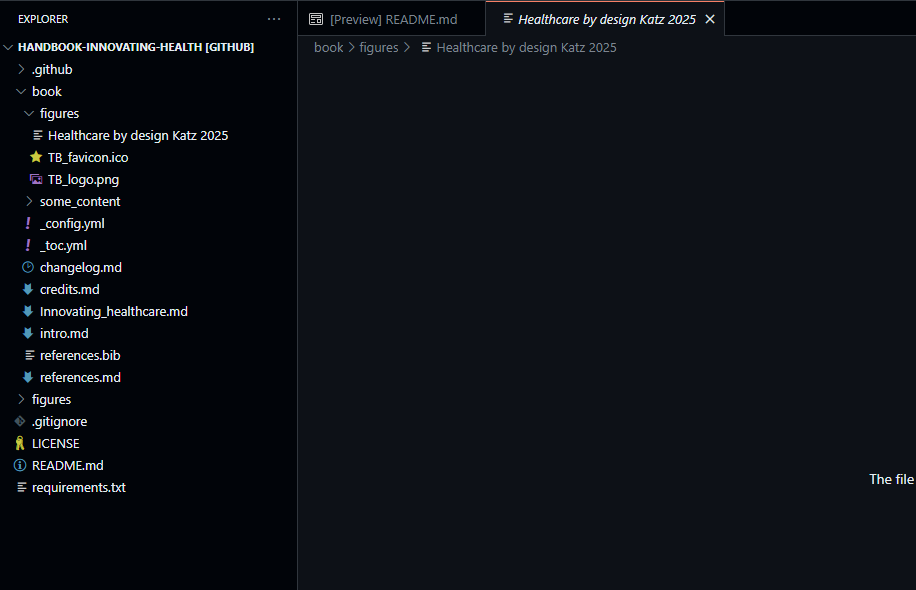 EXPLORER
HANDBOOK-INNOVATING-HEALTH [GITHUB]
.github
book
figures
Healthcare by design Katz 2025
TB_favicon.ico
TB_logo.png
some_content
_config.yml
_toc.yml
changelog.md
credits.md
Innovating_healthcare.md
intro.md
references.bib
references.md
figures
.gitignore
LICENSE
README.md
requirements.txt
[Preview] README.md
Healthcare by design Katz 2025
book > figures > Healthcare by design Katz 2025
The file